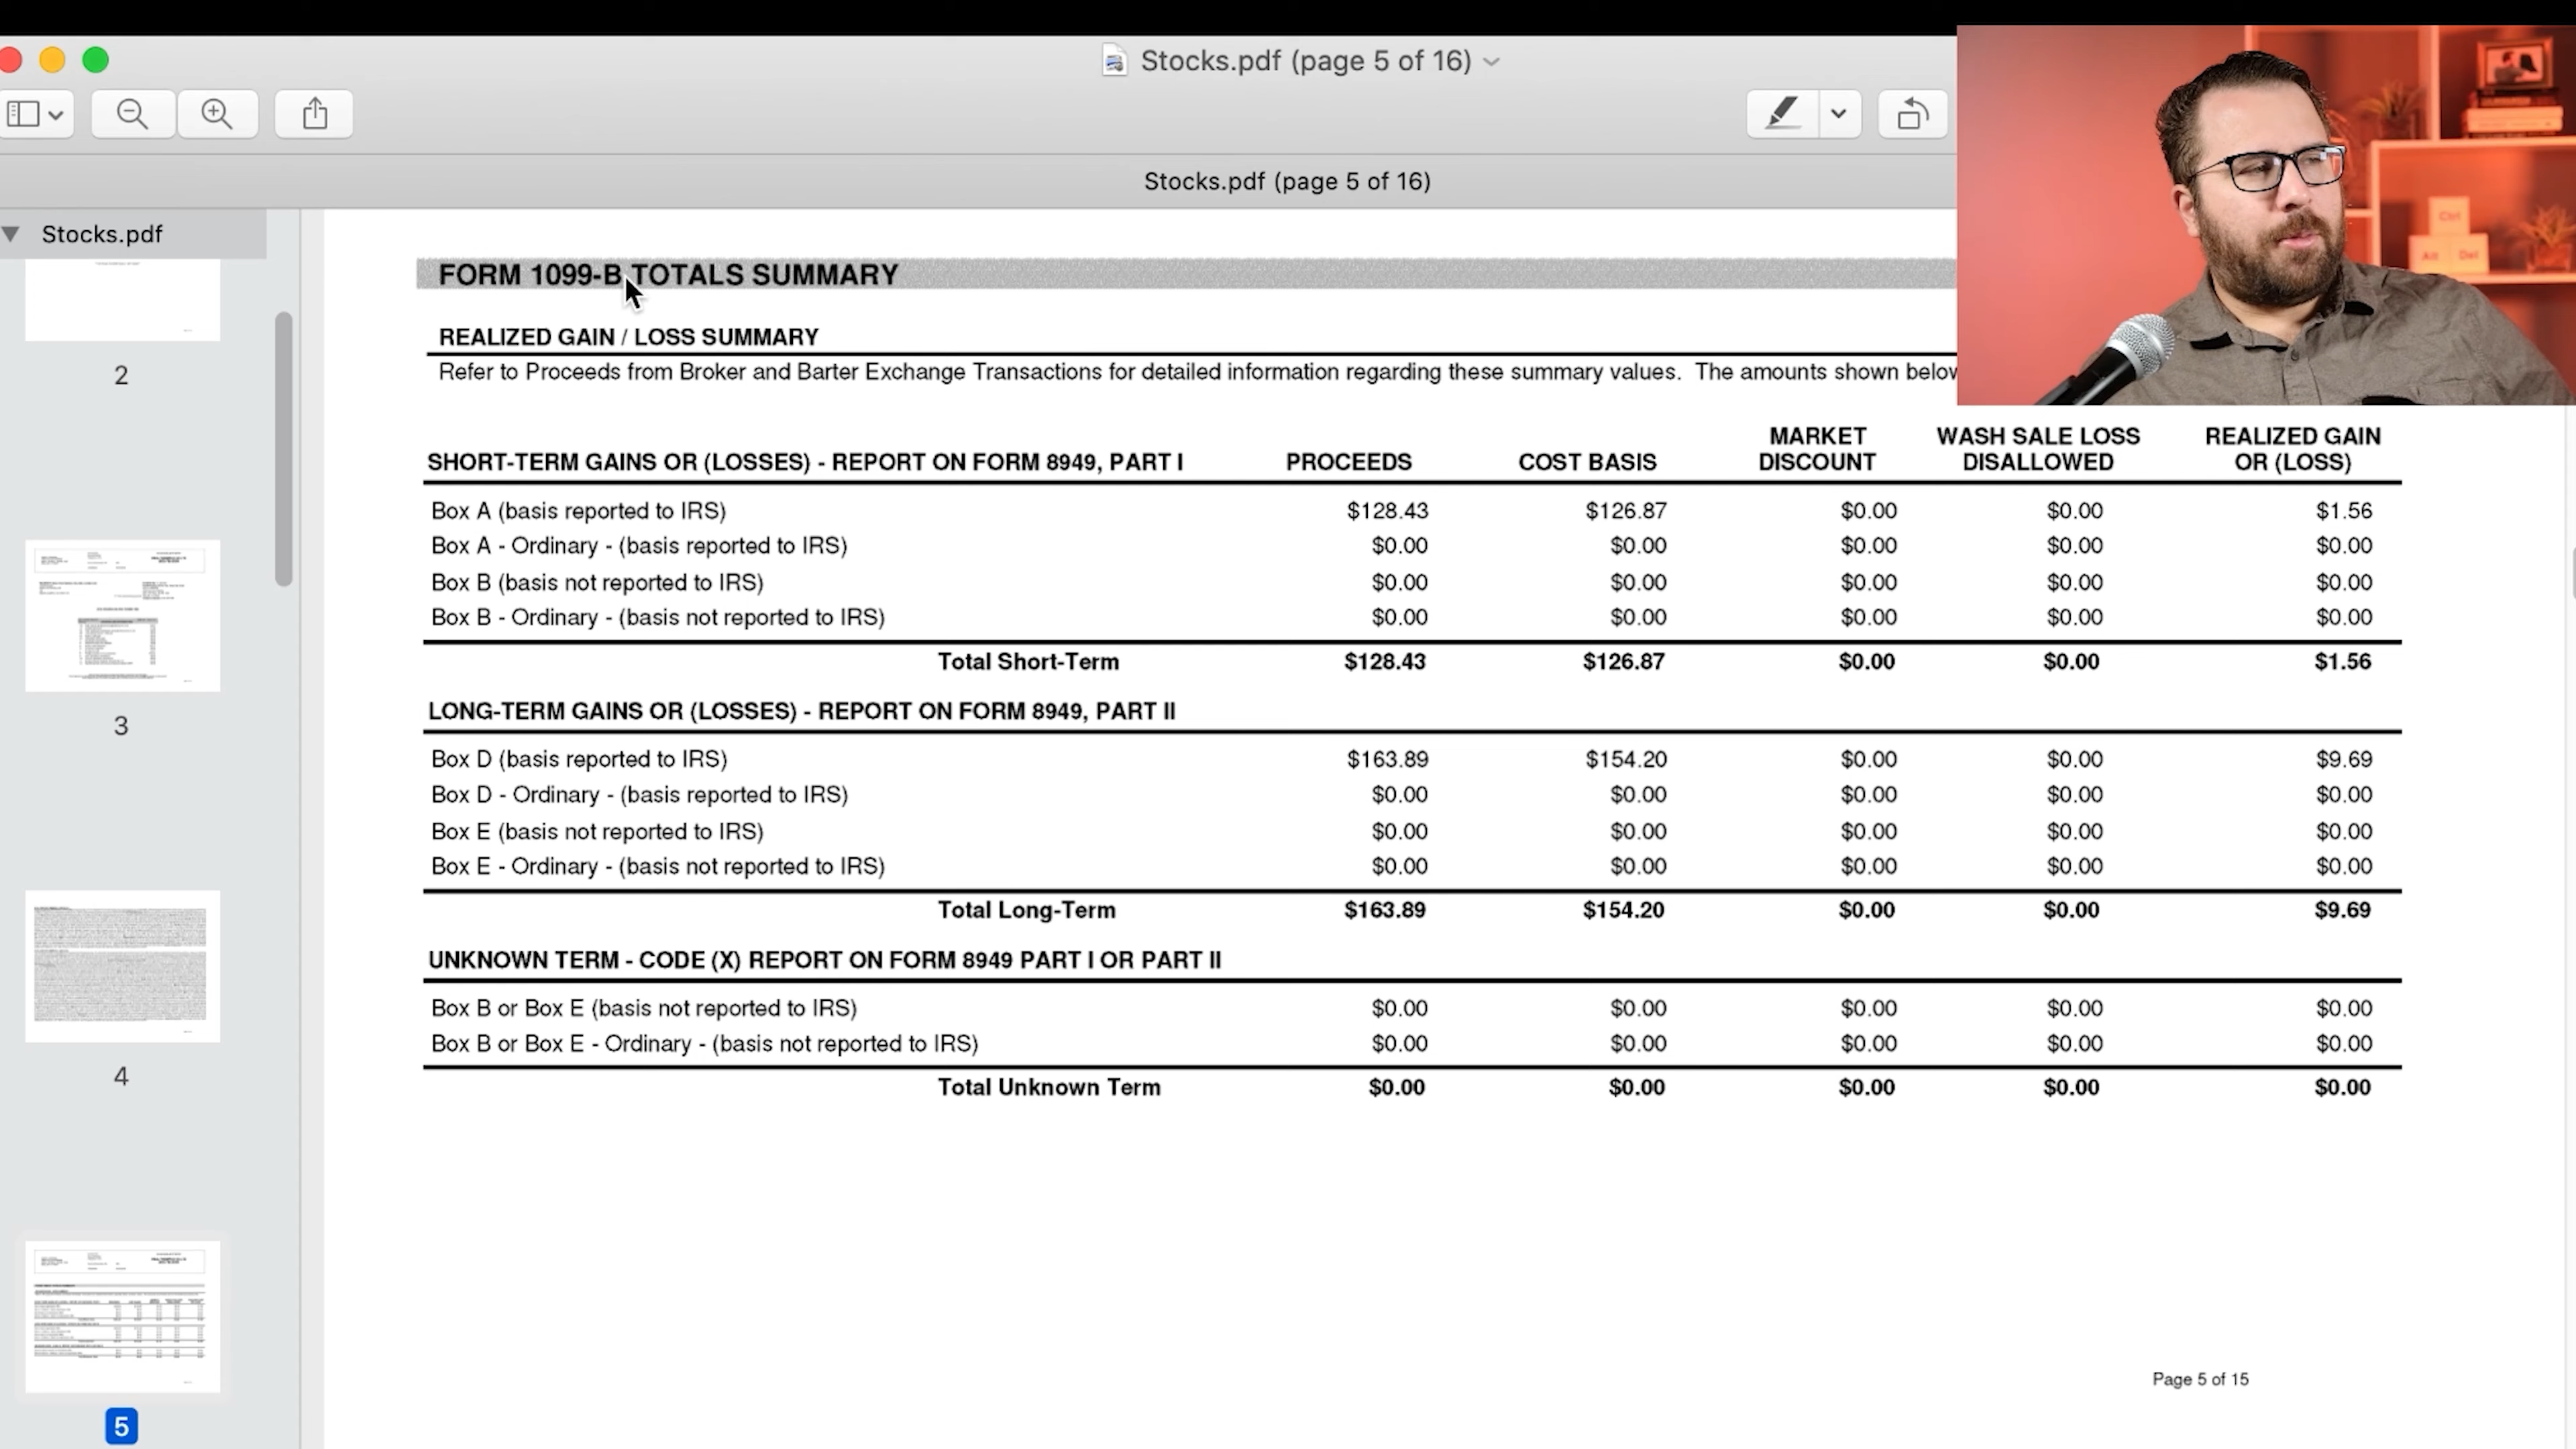 Stocks.pdf (page 5 of 16)
Stocks.pdf (page 5 of 16)
Stocks.pdf
2
3
4
5
FORM 1099-B TOTALS SUMMARY
REALIZED GAIN / LOSS SUMMARY
Refer to Proceeds from Broker and Barter Exchange Transactions for detailed information regarding these summary values. The amounts shown below
SHORT-TERM GAINS OR (LOSSES) - REPORT ON FORM 8949, PART I PROCEEDS COST BASIS MARKET DISCOUNT WASH SALE LOSS DISALLOWED REALIZED GAIN OR (LOSS)
Box A (basis reported to IRS) $128.43 $126.87 $0.00 $0.00 $1.56
Box A - Ordinary - (basis reported to IRS) $0.00 $0.00 $0.00 $0.00 $0.00
Box B (basis not reported to IRS) $0.00 $0.00 $0.00 $0.00 $0.00
Box B - Ordinary - (basis not reported to IRS) $0.00 $0.00 $0.00 $0.00 $0.00
Total Short-Term $128.43 $126.87 $0.00 $0.00 $1.56
LONG-TERM GAINS OR (LOSSES) - REPORT ON FORM 8949, PART II
Box D (basis reported to IRS) $163.89 $154.20 $0.00 $0.00 $9.69
Box D - Ordinary - (basis reported to IRS) $0.00 $0.00 $0.00 $0.00 $0.00
Box E (basis not reported to IRS) $0.00 $0.00 $0.00 $0.00 $0.00
Box E - Ordinary - (basis not reported to IRS) $0.00 $0.00 $0.00 $0.00 $0.00
Total Long-Term $163.89 $154.20 $0.00 $0.00 $9.69
UNKNOWN TERM - CODE (X) REPORT ON FORM 8949 PART I OR PART II
Box B or Box E (basis not reported to IRS) $0.00 $0.00 $0.00 $0.00 $0.00
Box B or Box E - Ordinary - (basis not reported to IRS) $0.00 $0.00 $0.00 $0.00 $0.00
Total Unknown Term $0.00 $0.00 $0.00 $0.00 $0.00
Page 5 of 15
Ctrl
Alt Del